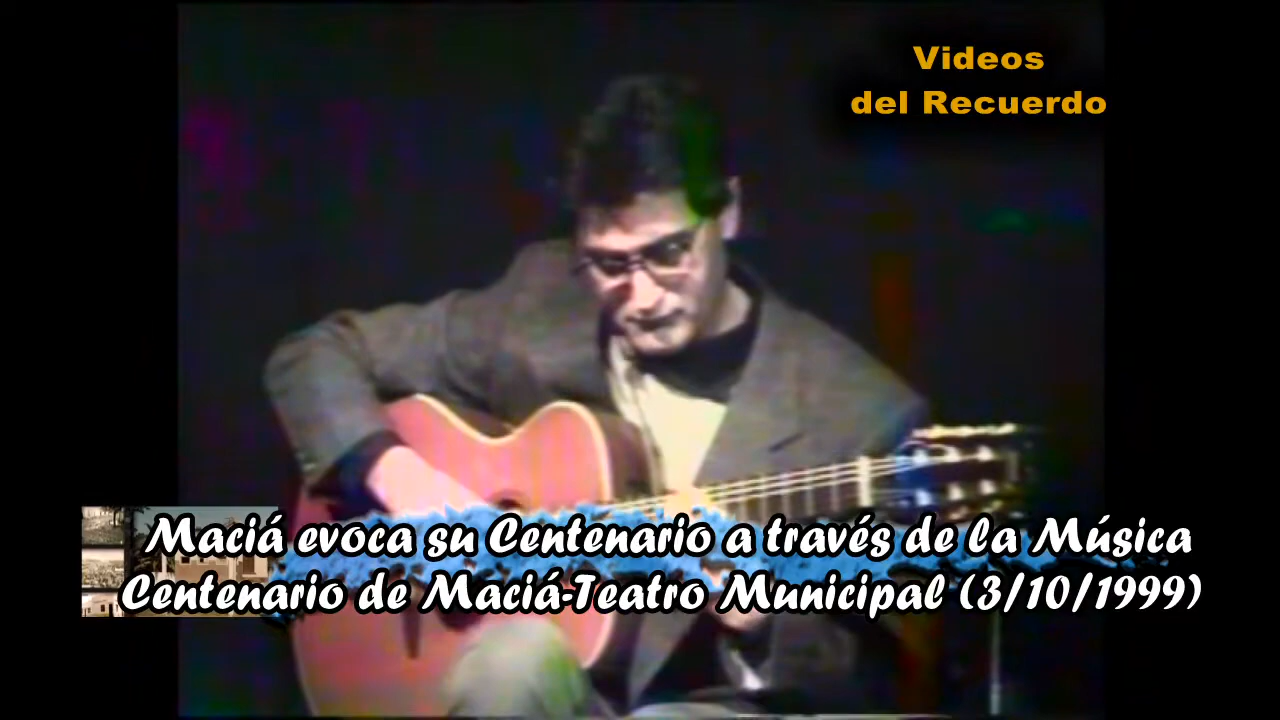 Videos
del Recuerdo
Maciá evoca su Centenario a través de la Música
Centenario de Maciá-Teatro Municipal (3/10/1999)